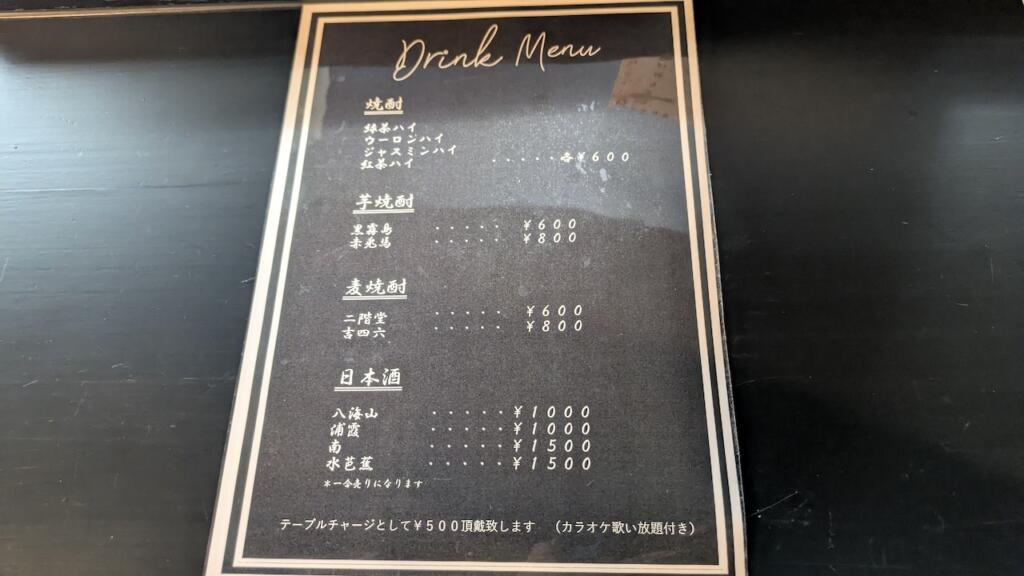 Drink Menu
焼酎
緑茶ハイ
ウーロンハイ
ジャスミンハイ
紅茶ハイ ・・・・・各¥600
芋焼酎
黒霧島 ・・・・・ ¥600
赤兎馬 ・・・・・ ¥800
麦焼酎
二階堂 ・・・・・ ¥600
吉四六 ・・・・・ ¥800
日本酒
八海山 ・・・・・¥1000
浦霞 ・・・・・¥1000
南 ・・・・・¥1500
水芭蕉 ・・・・・¥1500
*一合売りになります
テーブルチャージとして¥500頂戴致します (カラオケ歌い放題付き)